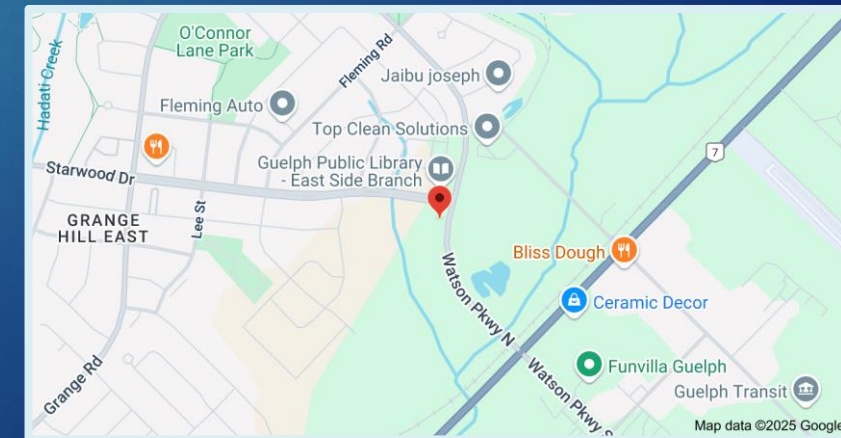 O'Connor
Lane Park
Hadati Creek
Fleming Rd
Jaibu joseph
Fleming Auto
Top Clean Solutions
7
Guelph Public Library
- East Side Branch
Starwood Dr
Lee St
GRANGE
HILL EAST
Bliss Dough
Watson Pkwy N
Ceramic Decor
Grange Rd
Funvilla Guelph
Watson Pkwy S
Guelph Transit
Map data ©2025 Google